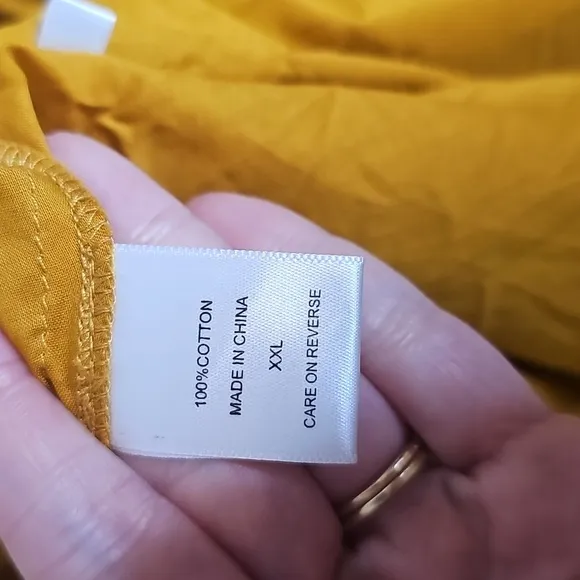 100%COTTON
MADE IN CHINA
XXL
CARE ON REVERSE